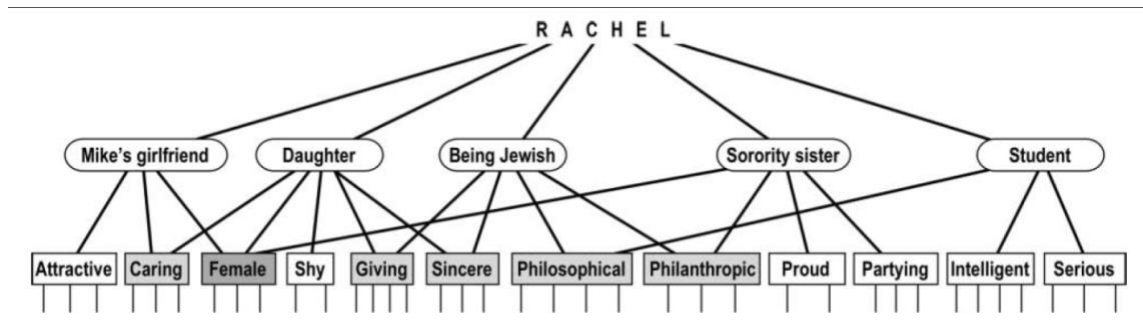 R A C H E L
Mike's girlfriend Daughter Being Jewish Sorority sister Student
Attractive Caring Female Shy Giving Sincere Philosophical Philanthropic Proud Partying Intelligent Serious